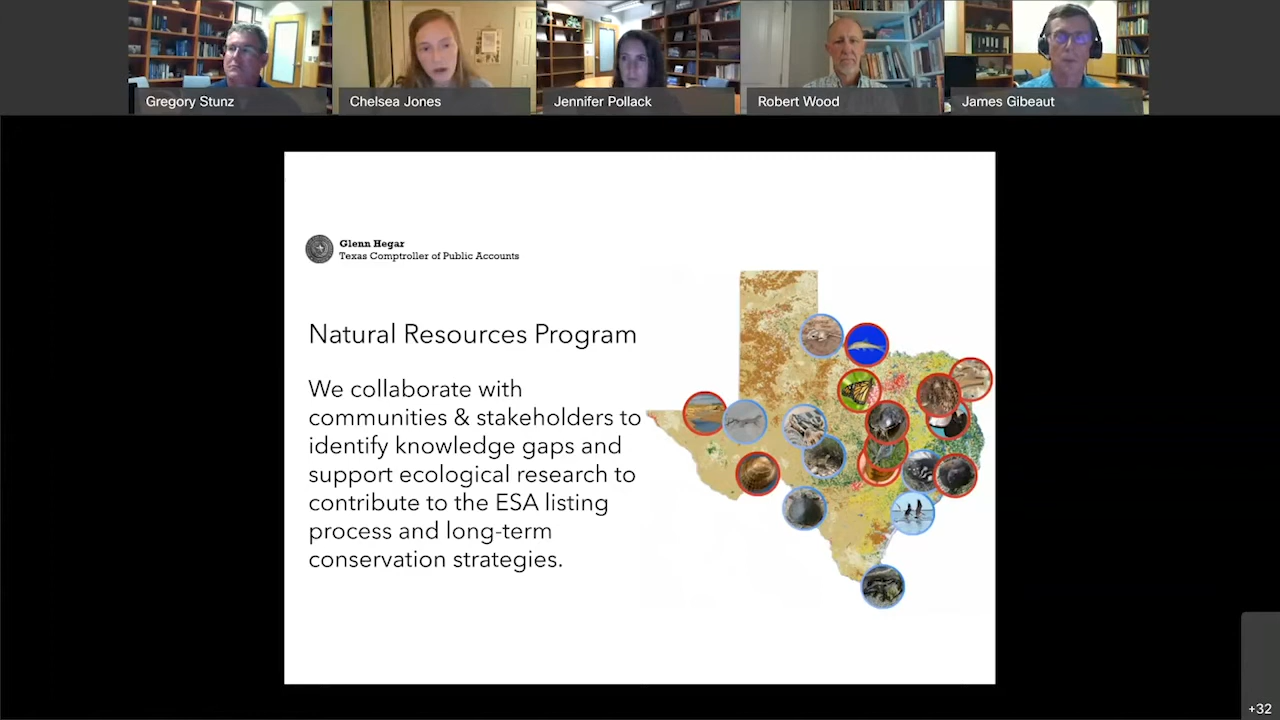 Gregory Stunz
Chelsea Jones
Jennifer Pollack
Robert Wood
James Gibeaut
Glenn Hegar
Texas Comptroller of Public Accounts
Natural Resources Program
We collaborate with
communities & stakeholders to
identify knowledge gaps and
support ecological research to
contribute to the ESA listing
process and long-term
conservation strategies.
+32